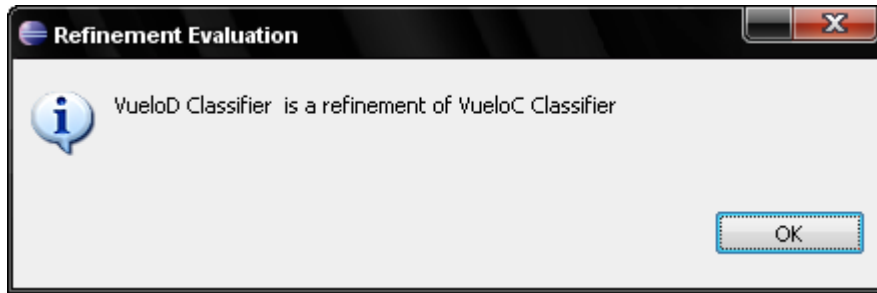 Refinement Evaluation
VueloD Classifier is a refinement of VueloC Classifier
OK